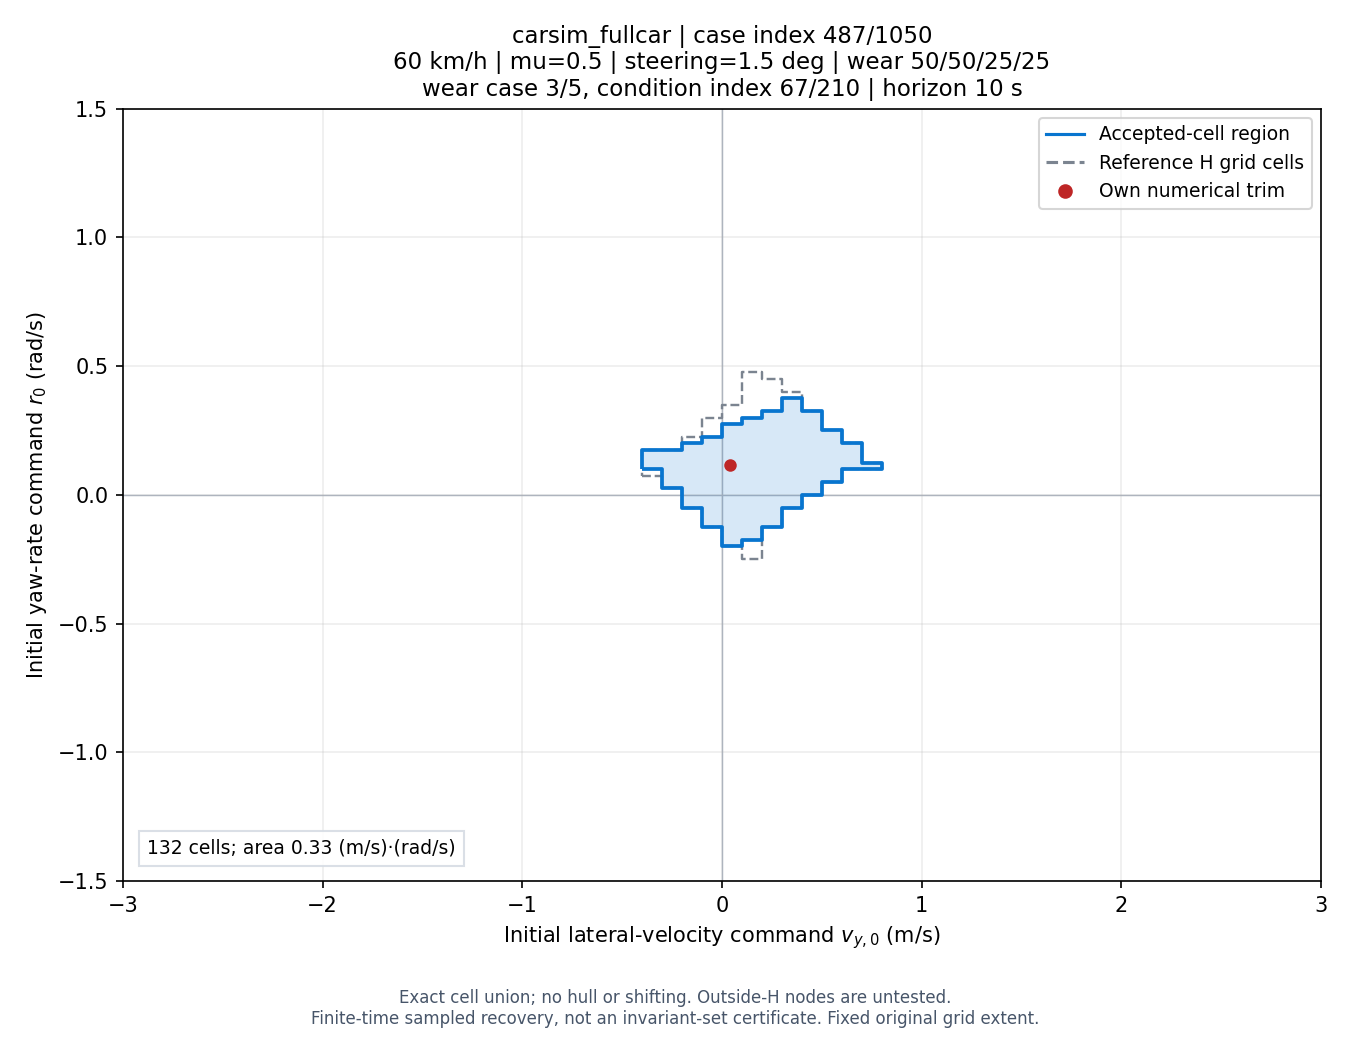 carsim_fullcar | case index 487/1050
60 km/h | mu=0.5 | steering=1.5 deg | wear 50/50/25/25
wear case 3/5, condition index 67/210 | horizon 10 s
Accepted-cell region
Reference H grid cells
Own numerical trim
1.5
1.0
0.5
0.0
−0.5
−1.0
−1.5
Initial yaw-rate command r0 (rad/s)
132 cells; area 0.33 (m/s)·(rad/s)
−3
−2
−1
0
1
2
3
Initial lateral-velocity command vy,0 (m/s)
Exact cell union; no hull or shifting. Outside-H nodes are untested.
Finite-time sampled recovery, not an invariant-set certificate. Fixed original grid extent.